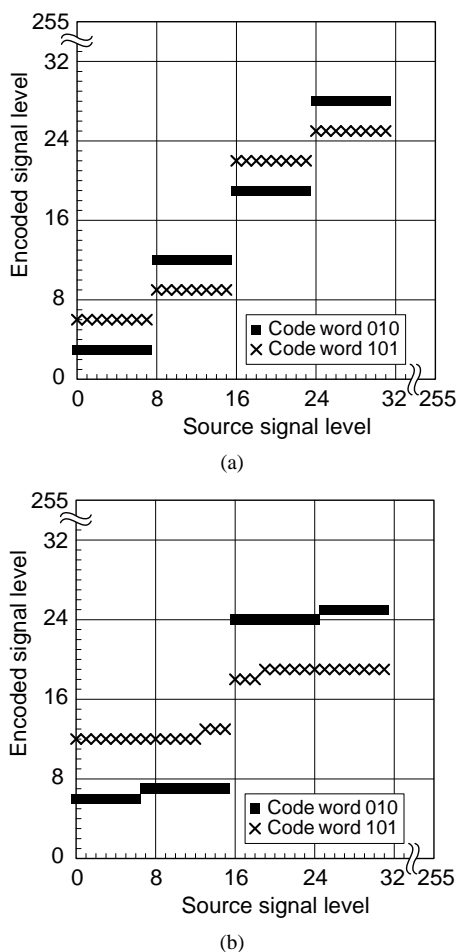 255
32
24
16
8
0
Encoded signal level
Code word 010
Code word 101
0 8 16 24 32 255
Source signal level
(a)
255
32
24
16
8
0
Encoded signal level
Code word 010
Code word 101
0 8 16 24 32 255
Source signal level
(b)